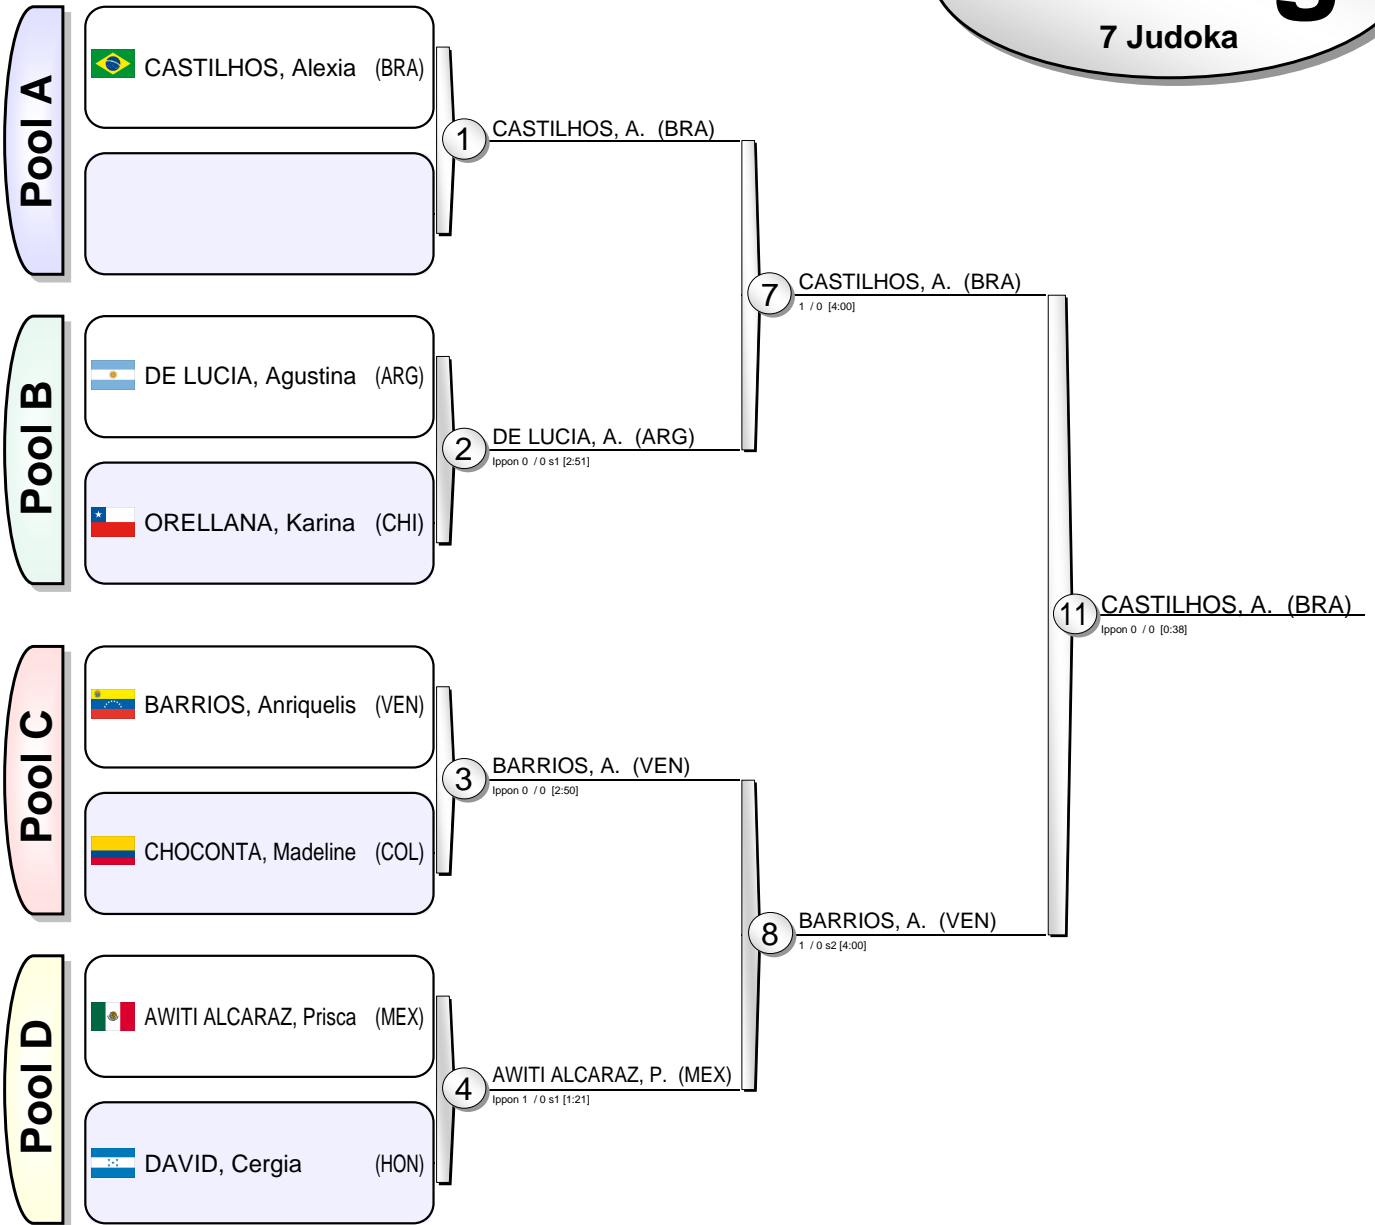 7 Judoka
Pool A
CASTILHOS, Alexia (BRA)
1
CASTILHOS, A. (BRA)
7
CASTILHOS, A. (BRA)
1 / 0 [4:00]
Pool B
DE LUCIA, Agustina (ARG)
2
DE LUCIA, A. (ARG)
Ippon 0 / 0 s1 [2:51]
ORELLANA, Karina (CHI)
11
CASTILHOS, A. (BRA)
Ippon 0 / 0 [0:38]
Pool C
BARRIOS, Anriquelis (VEN)
3
BARRIOS, A. (VEN)
Ippon 0 / 0 [2:50]
CHOCONTA, Madeline (COL)
8
BARRIOS, A. (VEN)
1 / 0 s2 [4:00]
Pool D
AWITI ALCARAZ, Prisca (MEX)
4
AWITI ALCARAZ, P. (MEX)
Ippon 1 / 0 s1 [1:21]
DAVID, Cergia (HON)